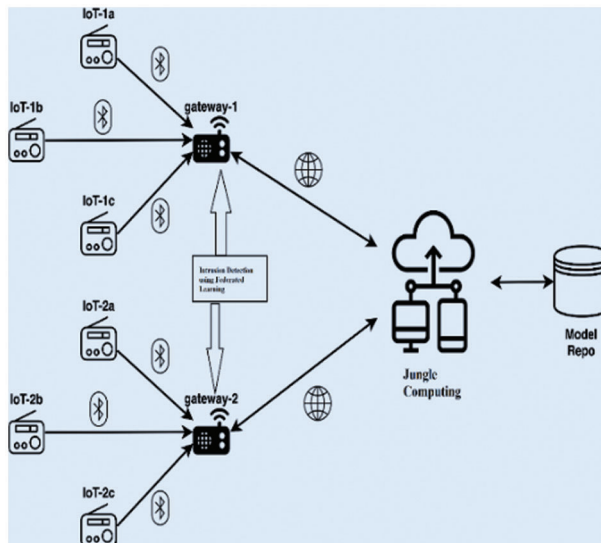 IoT-1a
IoT-1b
gateway-1
IoT-1c
Intrusion Detection
using Federated
Learning
IoT-2a
Model
Repo
Jungle
Computing
IoT-2b
gateway-2
IoT-2c